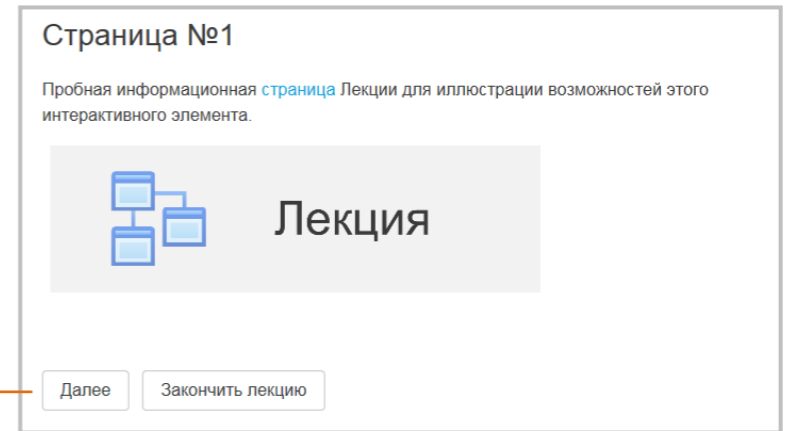 Страница №1
Пробная информационная страница Лекции для иллюстрации возможностей этого
интерактивного элемента.
Лекция
Далее
Закончить лекцию